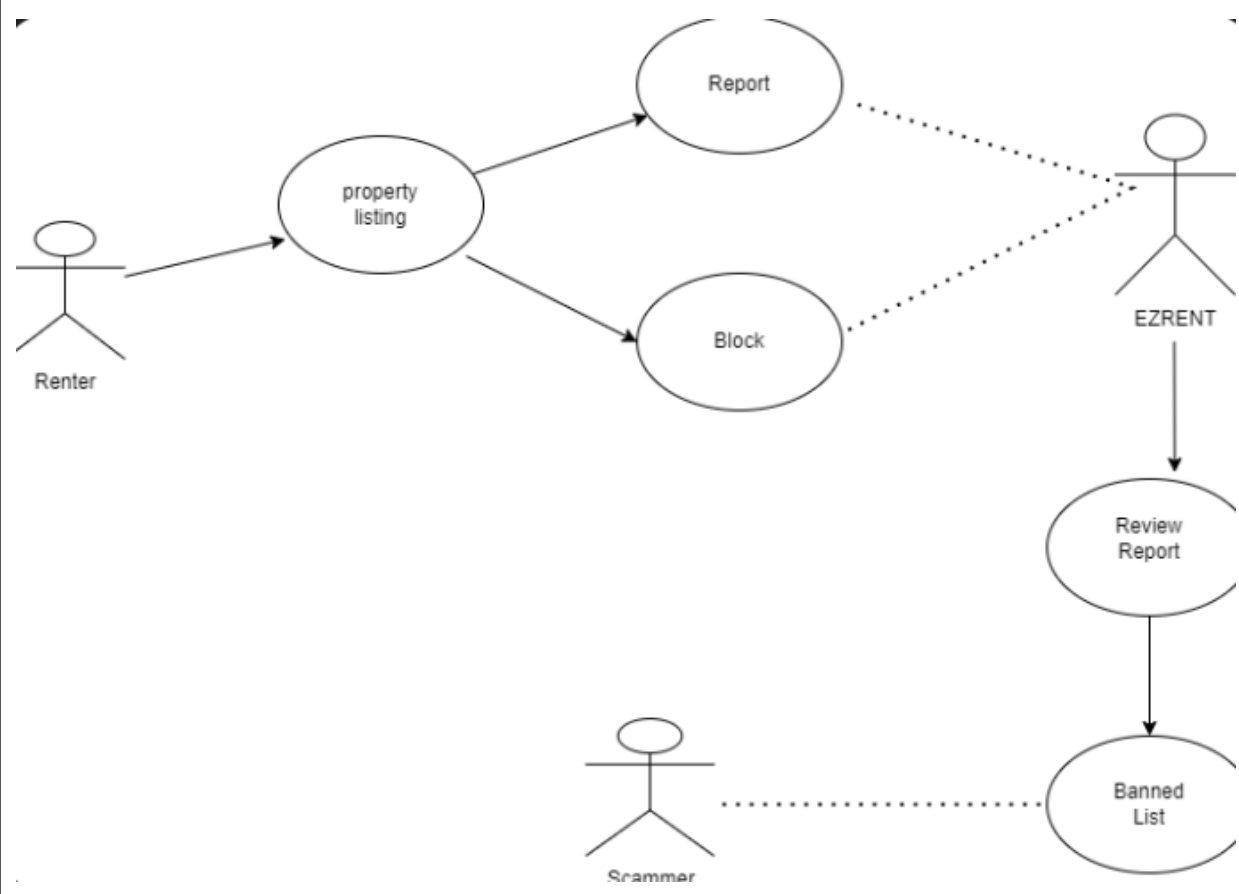 Report
property
listing
Block
EZRENT
Renter
Review
Report
Banned
List
Scammer